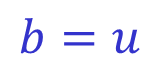 b = u